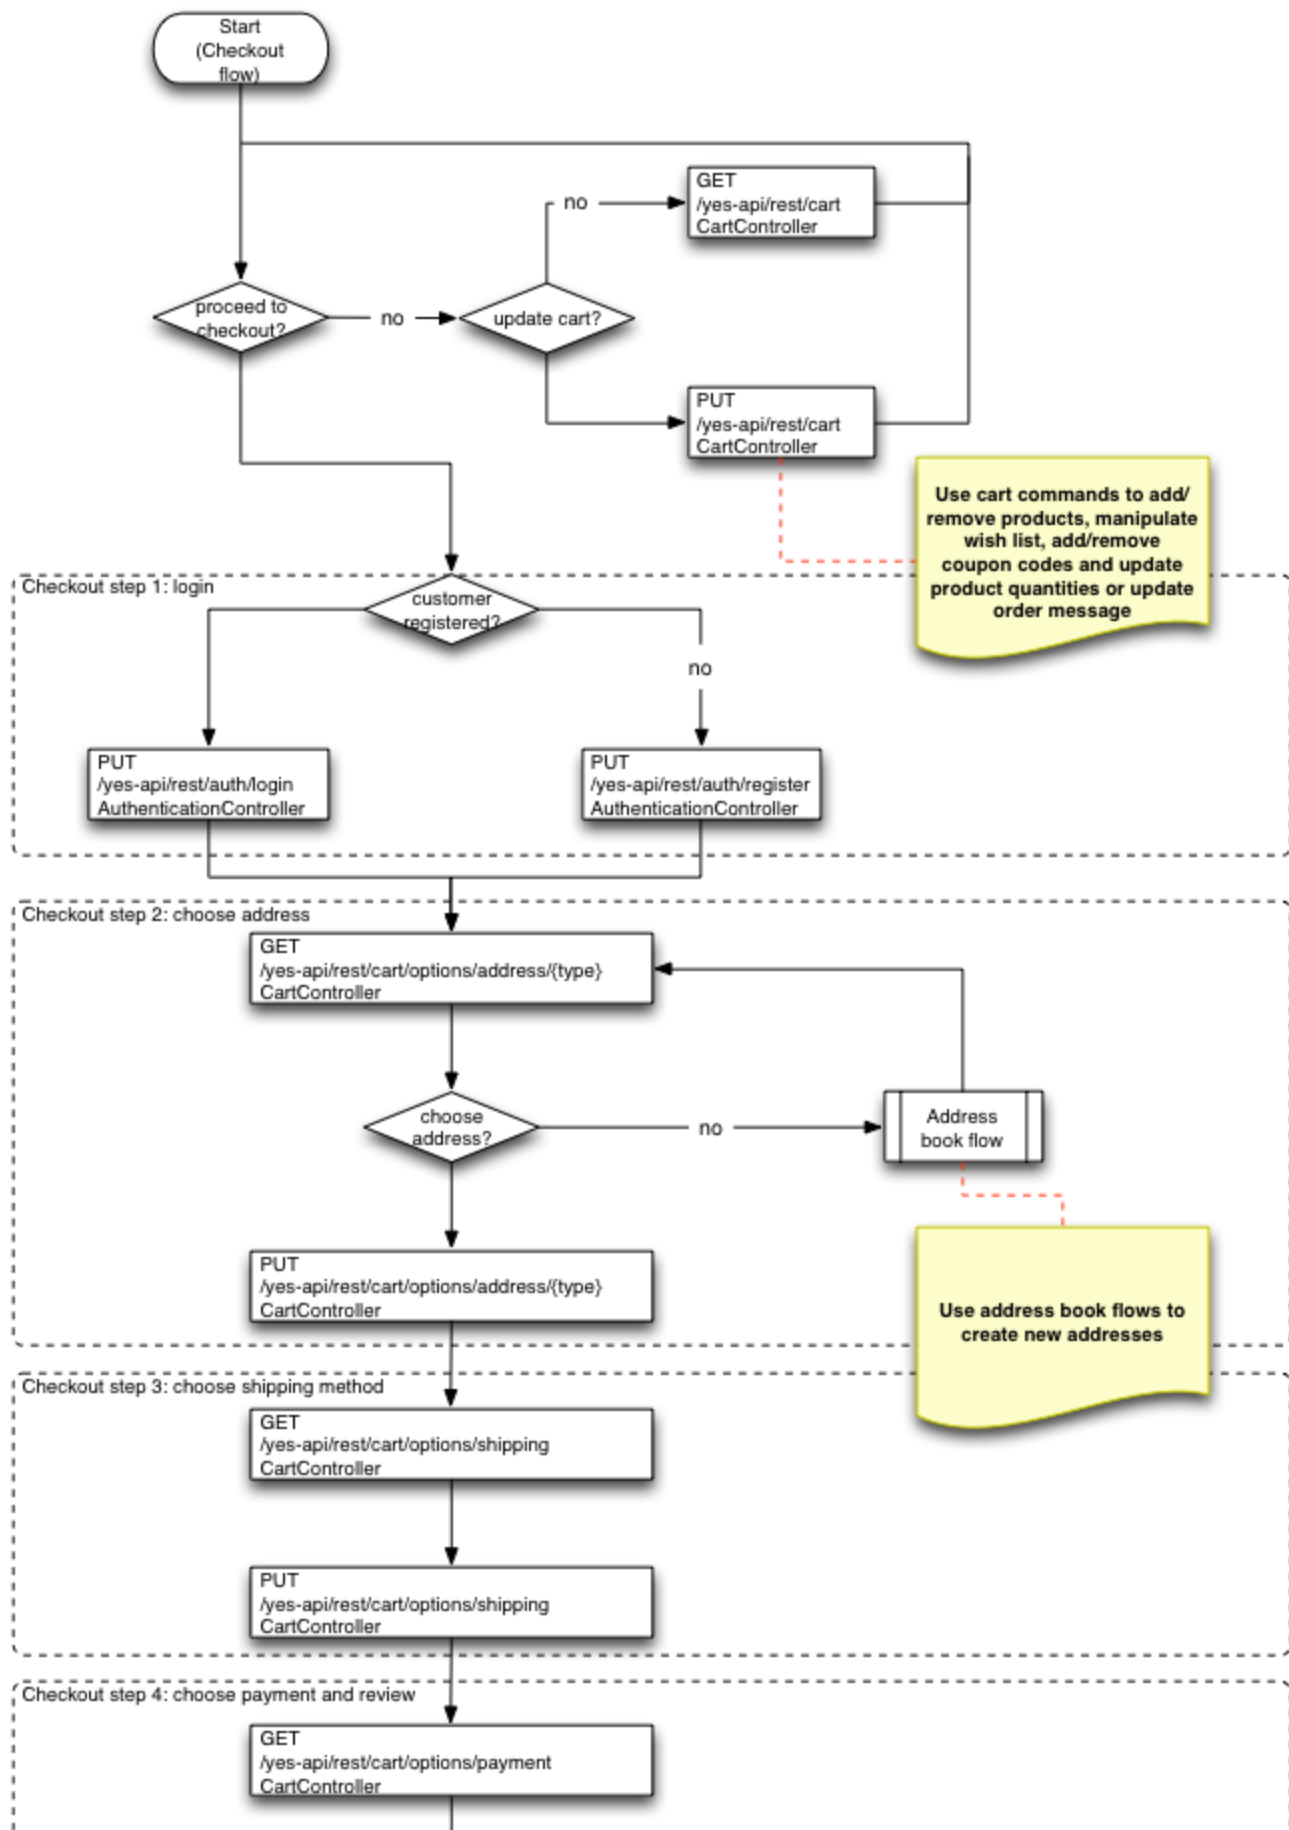 Start
(Checkout
flow)
GET
/yes-api/rest/cart
CartController
no
proceed to
checkout?
no
update cart?
PUT
/yes-api/rest/cart
CartController
Use cart commands to add/
remove products, manipulate
wish list, add/remove
coupon codes and update
product quantities or update
order message
Checkout step 1: login
customer
registered?
no
PUT
/yes-api/rest/auth/login
AuthenticationController
PUT
/yes-api/rest/auth/register
AuthenticationController
Checkout step 2: choose address
GET
/yes-api/rest/cart/options/address/{type}
CartController
choose
address?
no
Address
book flow
PUT
/yes-api/rest/cart/options/address/{type}
CartController
Use address book flows to
create new addresses
Checkout step 3: choose shipping method
GET
/yes-api/rest/cart/options/shipping
CartController
PUT
/yes-api/rest/cart/options/shipping
CartController
Checkout step 4: choose payment and review
GET
/yes-api/rest/cart/options/payment
CartController